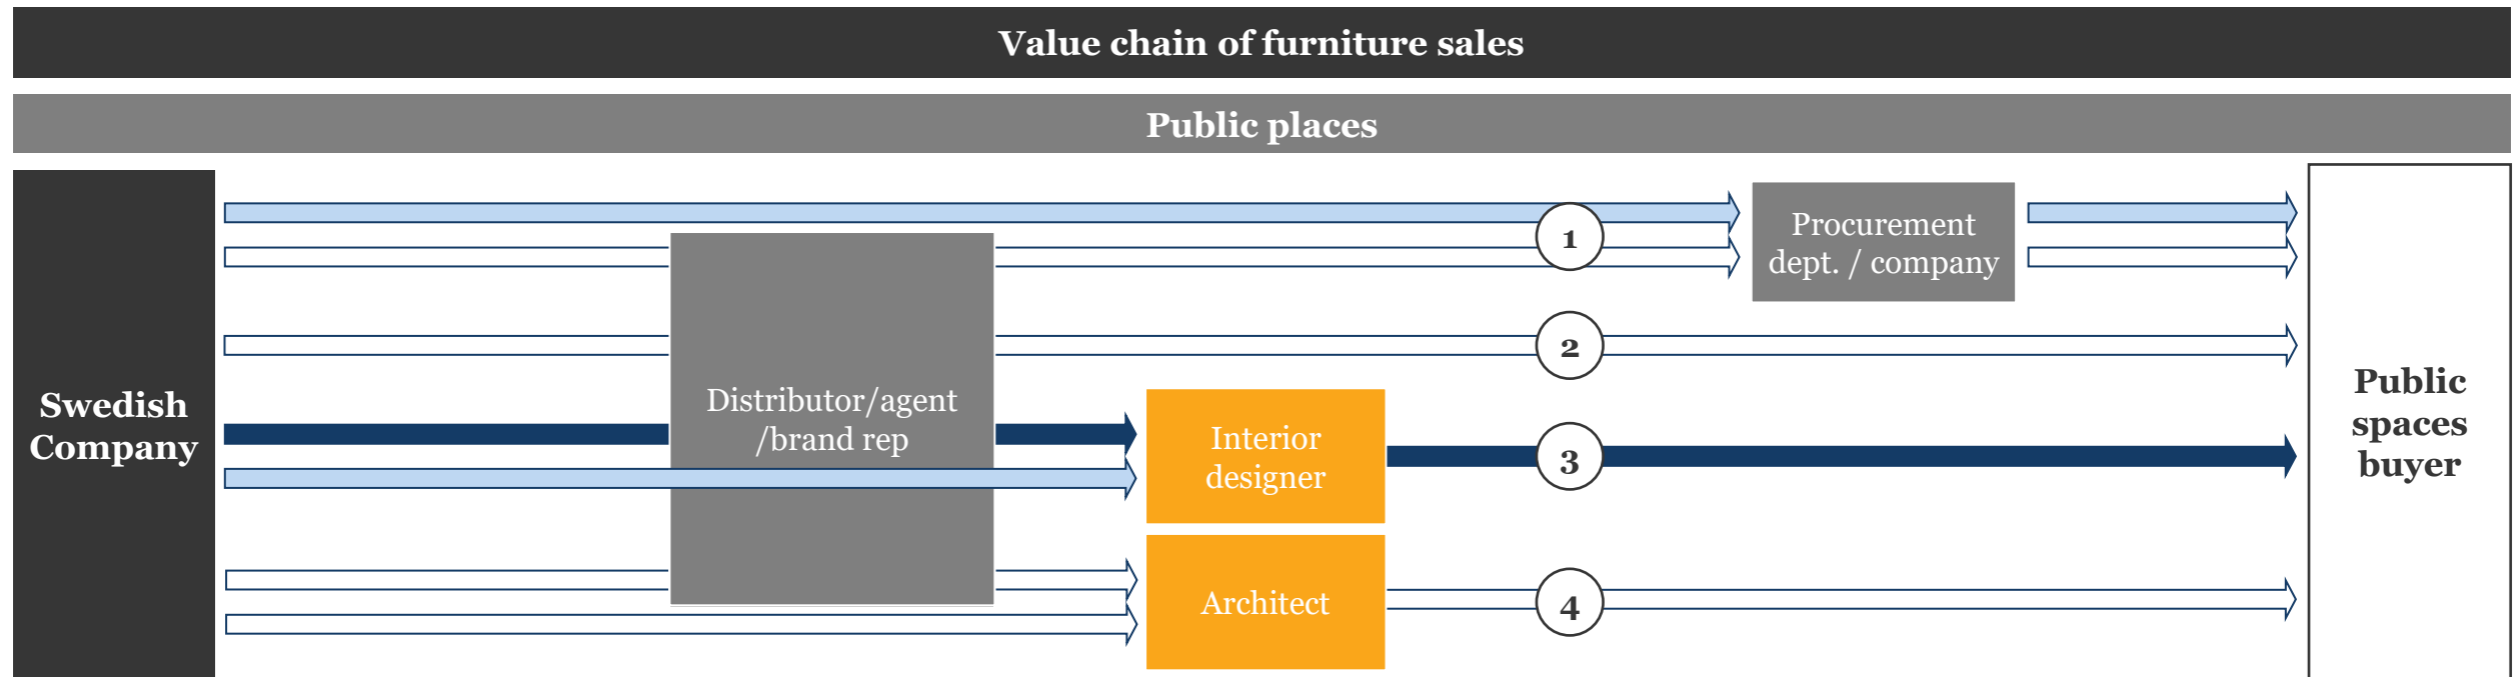 Value chain of furniture sales
Public places
Swedish
Company
Distributor/agent
/brand rep
Interior
designer
Architect
1
2
3
4
Procurement
dept. / company
Public
spaces
buyer